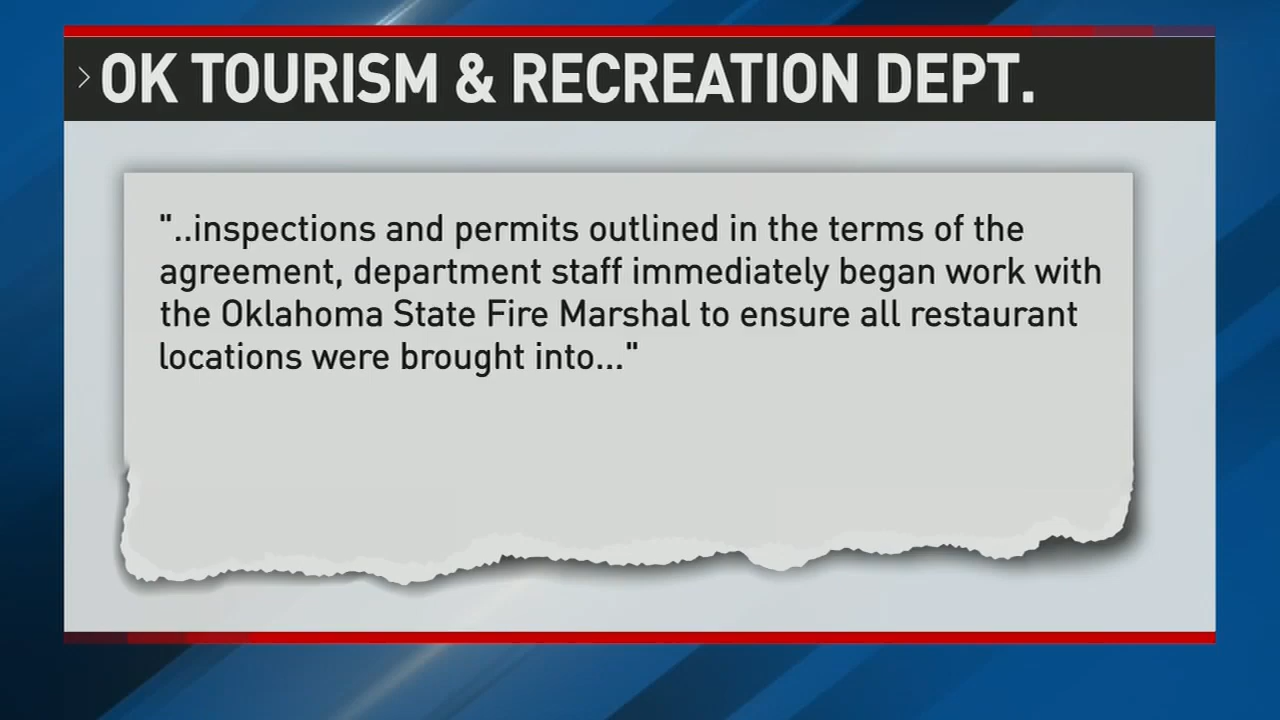 > OK TOURISM & RECREATION DEPT.
"..inspections and permits outlined in the terms of the
agreement, department staff immediately began work with
the Oklahoma State Fire Marshal to ensure all restaurant
locations were brought into..."